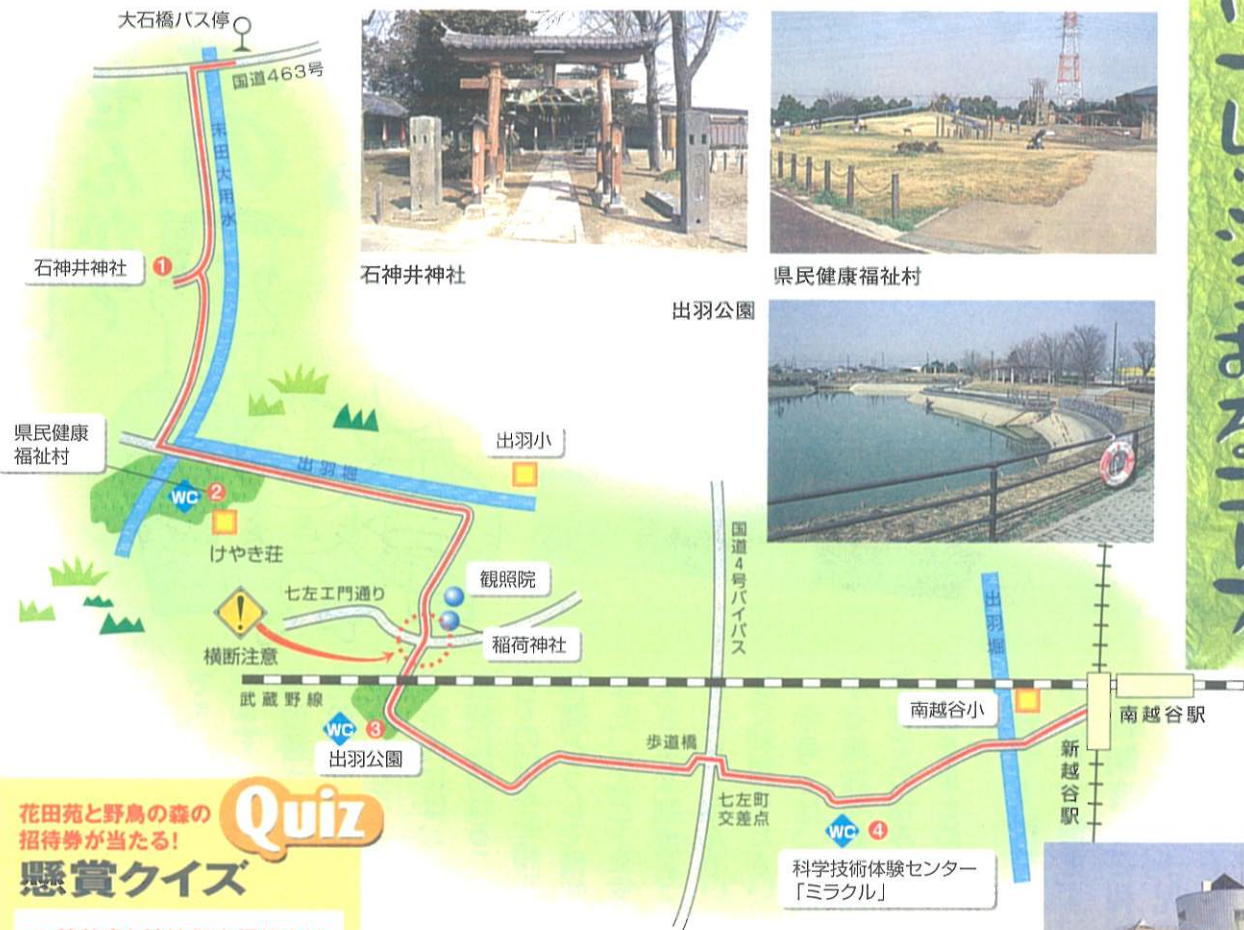 大石橋バス停
国道463号
末田大用水
石神井神社
1
石神井神社
県民健康福祉村
出羽公園
県民健康
福祉村
WC
2
けやき荘
出羽堀
出羽小
観照院
七左エ門通り
稲荷神社
横断注意
国道4号バイパス
武蔵野線
WC
3
出羽公園
歩道橋
七左町
交差点
出羽堀
南越谷小
南越谷駅
新越谷駅
WC
4
科学技術体験センター
「ミラクル」
花田苑と野鳥の森の
招待券が当たる!
Quiz
懸賞クイズ